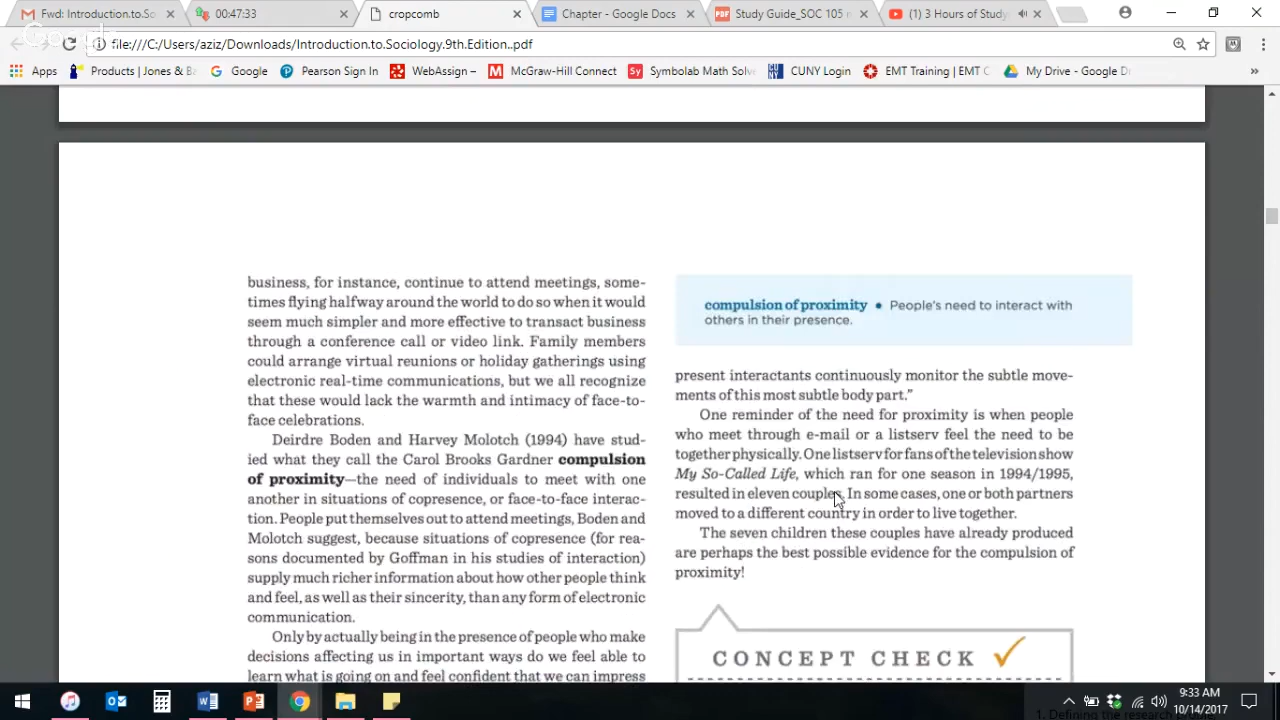 Fwd: Introduction.to.So
00:47:33
cropcomb
Chapter - Google Docs
Study Guide_SOC 105 m
(1) 3 Hours of Study
file:///C:/Users/aziz/Downloads/Introduction.to.Sociology.9th.Edition..pdf
Apps
Products | Jones & Ba
Google
Pearson Sign In
WebAssign –
McGraw-Hill Connect
Symbolab Math Solve
CUNY Login
EMT Training | EMT C
My Drive - Google Dr
»
business, for instance, continue to attend meetings, some-
times flying halfway around the world to do so when it would
seem much simpler and more effective to transact business
through a conference call or video link. Family members
could arrange virtual reunions or holiday gatherings using
electronic real-time communications, but we all recognize
that these would lack the warmth and intimacy of face-to-
face celebrations.
Deirdre Boden and Harvey Molotch (1994) have stud-
ied what they call the Carol Brooks Gardner compulsion
of proximity—the need of individuals to meet with one
another in situations of copresence, or face-to-face interac-
tion. People put themselves out to attend meetings, Boden and
Molotch suggest, because situations of copresence (for rea-
sons documented by Goffman in his studies of interaction)
supply much richer information about how other people think
and feel, as well as their sincerity, than any form of electronic
communication.
Only by actually being in the presence of people who make
decisions affecting us in important ways do we feel able to
learn what is going on and feel confident that we can impress
compulsion of proximity • People's need to interact with
others in their presence.
present interactants continuously monitor the subtle move-
ments of this most subtle body part."
One reminder of the need for proximity is when people
who meet through e-mail or a listserv feel the need to be
together physically. One listserv for fans of the television show
My So-Called Life, which ran for one season in 1994/1995,
resulted in eleven couples. In some cases, one or both partners
moved to a different country in order to live together.
The seven children these couples have already produced
are perhaps the best possible evidence for the compulsion of
proximity!
CONCEPT CHECK
9:33 AM
10/14/2017